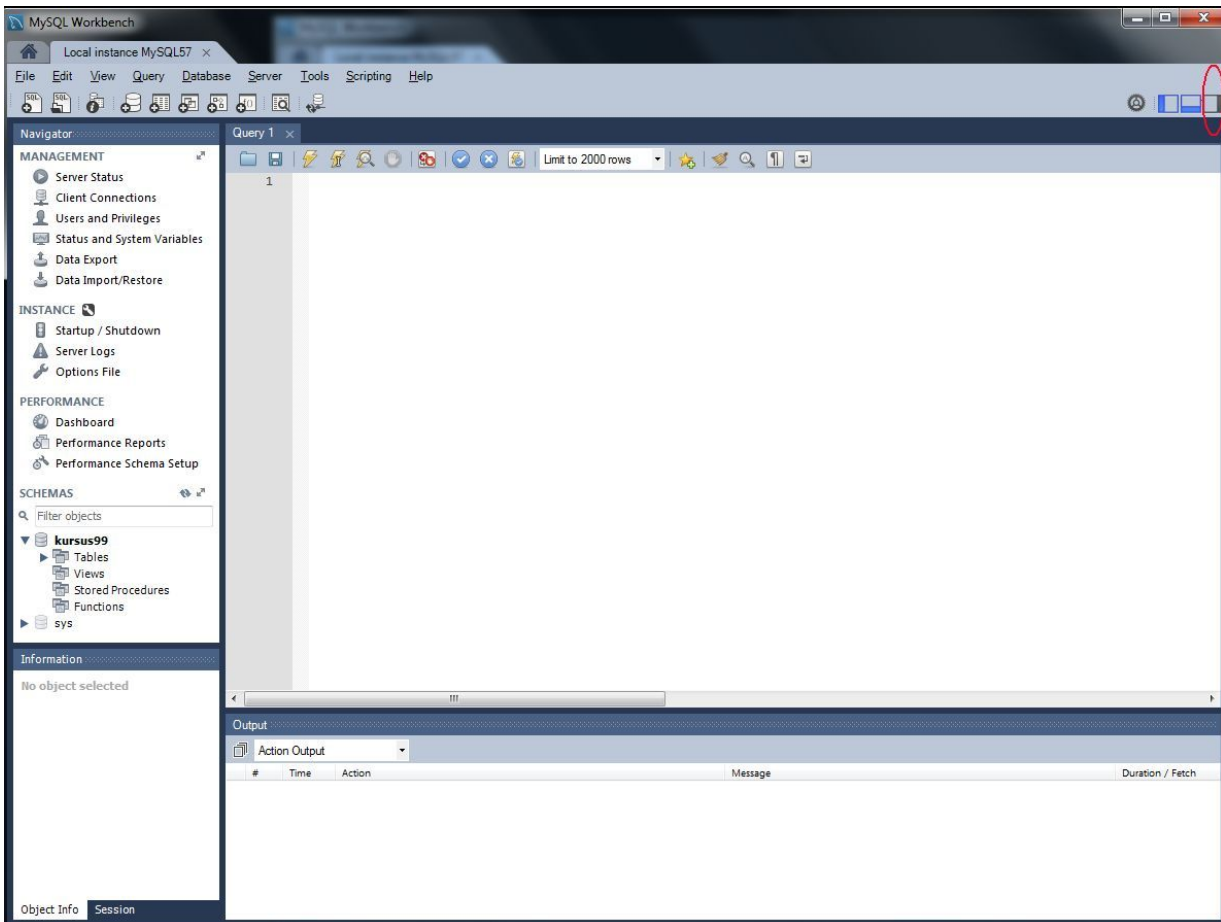 MySQL Workbench
Local instance MySQL57
File Edit View Query Database Server Tools Scripting Help
SQL SQL
Navigator
Query 1
MANAGEMENT
Limit to 2000 rows
Server Status
1
Client Connections
Users and Privileges
Status and System Variables
Data Export
Data Import/Restore
INSTANCE
Startup / Shutdown
Server Logs
Options File
PERFORMANCE
Dashboard
Performance Reports
Performance Schema Setup
SCHEMAS
Filter objects
kursus99
Tables
Views
Stored Procedures
Functions
sys
Information
No object selected
Output
Action Output
# Time Action Message Duration / Fetch
Object Info Session